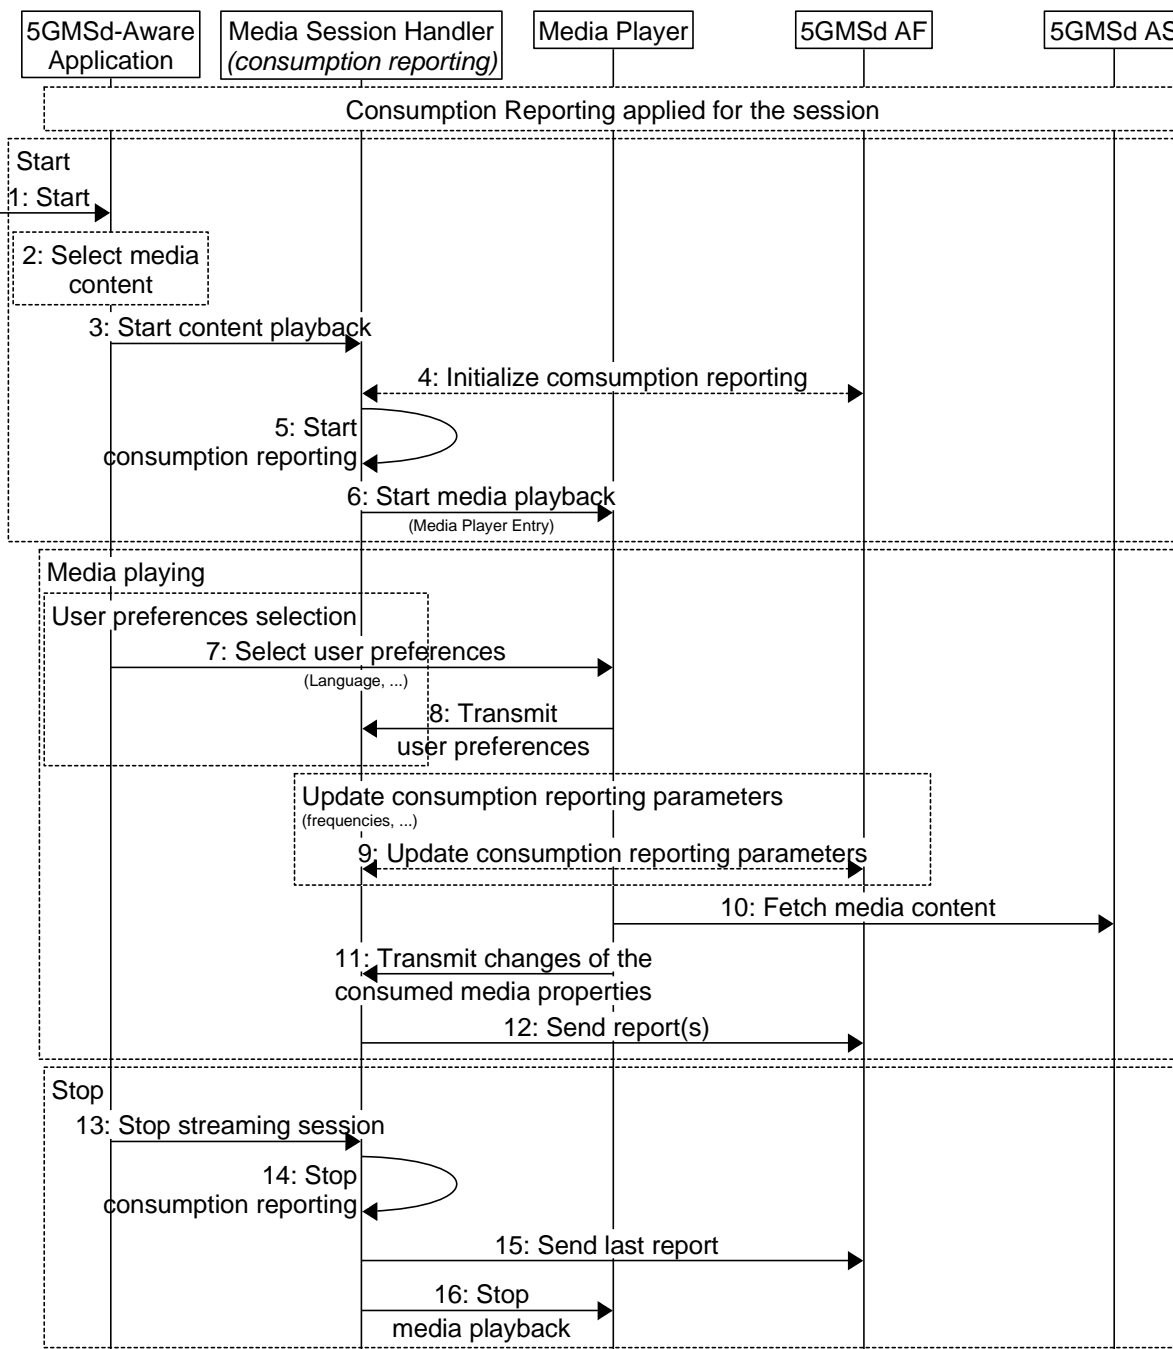 5GMSd-Aware
Application
Media Session Handler
(consumption reporting)
Media Player
5GMSd AF
5GMSd AS
Consumption Reporting applied for the session
Start
1: Start
2: Select media
content
3: Start content playback
4: Initialize comsumption reporting
5: Start
consumption reporting
6: Start media playback
(Media Player Entry)
Media playing
User preferences selection
7: Select user preferences
(Language, ...)
8: Transmit
user preferences
Update consumption reporting parameters
(frequencies, ...)
9: Update consumption reporting parameters
10: Fetch media content
11: Transmit changes of the
consumed media properties
12: Send report(s)
Stop
13: Stop streaming session
14: Stop
consumption reporting
15: Send last report
16: Stop
media playback